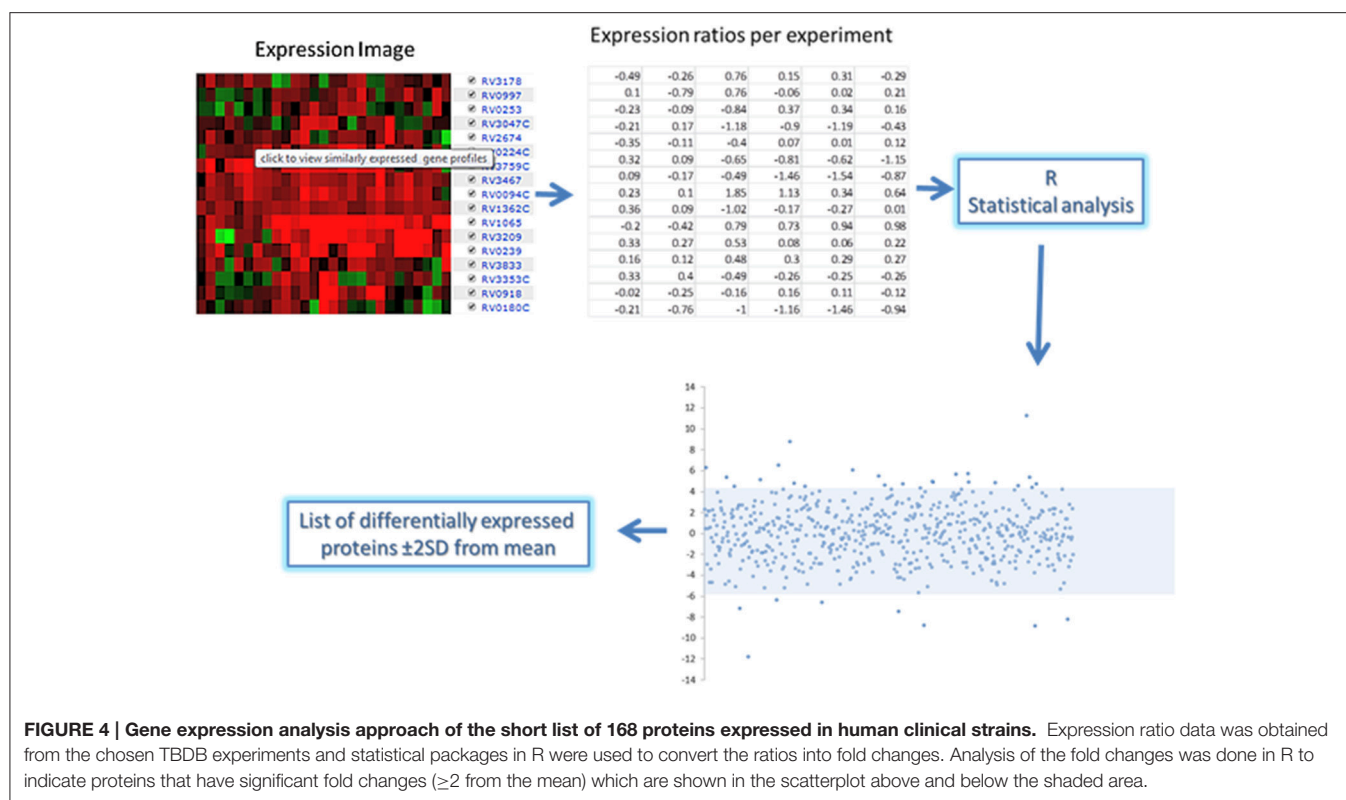 Expression Image
Expression ratios per experiment
RV3178
RV0997
RV0253
RV3047C
RV2674
click to view similarly expressed gene profiles
V0224C
3759C
RV3467
RV0094C
RV1362C
RV1065
RV3209
RV0239
RV3833
RV3353C
RV0918
RV0180C
-0.49 -0.26 0.76 0.15 0.31 -0.29
0.1 -0.79 0.76 -0.06 0.02 0.21
-0.23 -0.09 -0.84 0.37 0.34 0.16
-0.21 0.17 -1.18 -0.9 -1.19 -0.43
-0.35 -0.11 -0.4 0.07 0.01 0.12
0.32 0.09 -0.65 -0.81 -0.62 -1.15
0.09 -0.17 -0.49 -1.46 -1.54 -0.87
0.23 0.1 1.85 1.13 0.34 0.64
0.36 0.09 -1.02 -0.17 -0.27 0.01
-0.2 -0.42 0.79 0.73 0.94 0.98
0.33 0.27 0.53 0.08 0.06 0.22
0.16 0.12 0.48 0.3 0.29 0.27
0.33 0.4 -0.49 -0.26 -0.25 -0.26
-0.02 -0.25 -0.16 0.16 0.11 -0.12
-0.21 -0.76 -1 -1.16 -1.46 -0.94
R
Statistical analysis
14
12
10
8
6
4
2
0
-2
-4
-6
-8
-10
-12
-14
List of differentially expressed
proteins ±2SD from mean
FIGURE 4 | Gene expression analysis approach of the short list of 168 proteins expressed in human clinical strains. Expression ratio data was obtained
from the chosen TBDB experiments and statistical packages in R were used to convert the ratios into fold changes. Analysis of the fold changes was done in R to
indicate proteins that have significant fold changes (≥2 from the mean) which are shown in the scatterplot above and below the shaded area.